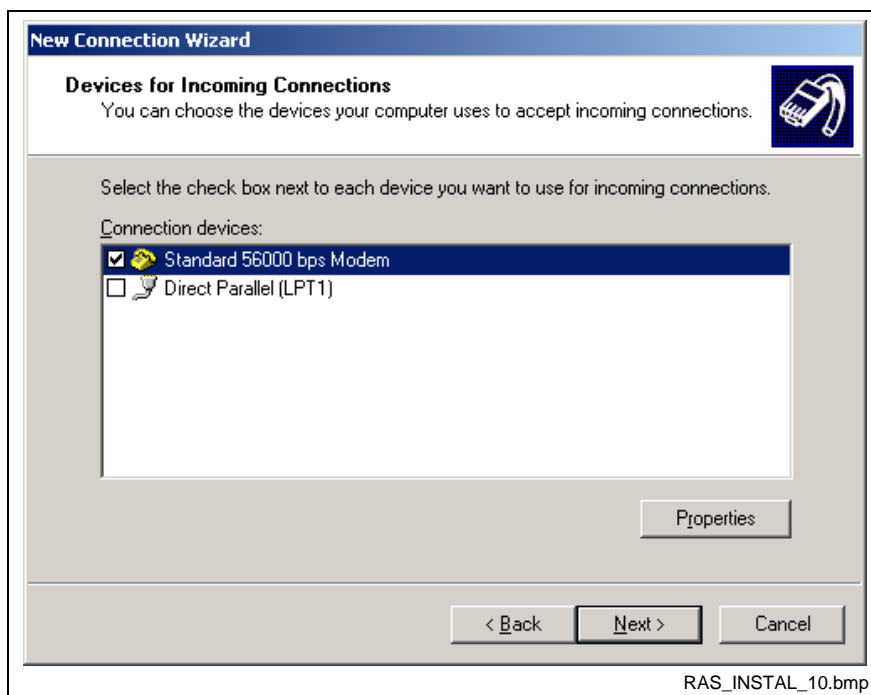 New Connection Wizard
Devices for Incoming Connections
You can choose the devices your computer uses to accept incoming connections.
Select the check box next to each device you want to use for incoming connections.
Connection devices:
Standard 56000 bps Modem
Direct Parallel (LPT1)
Properties
< Back
Next >
Cancel
RAS_INSTAL_10.bmp